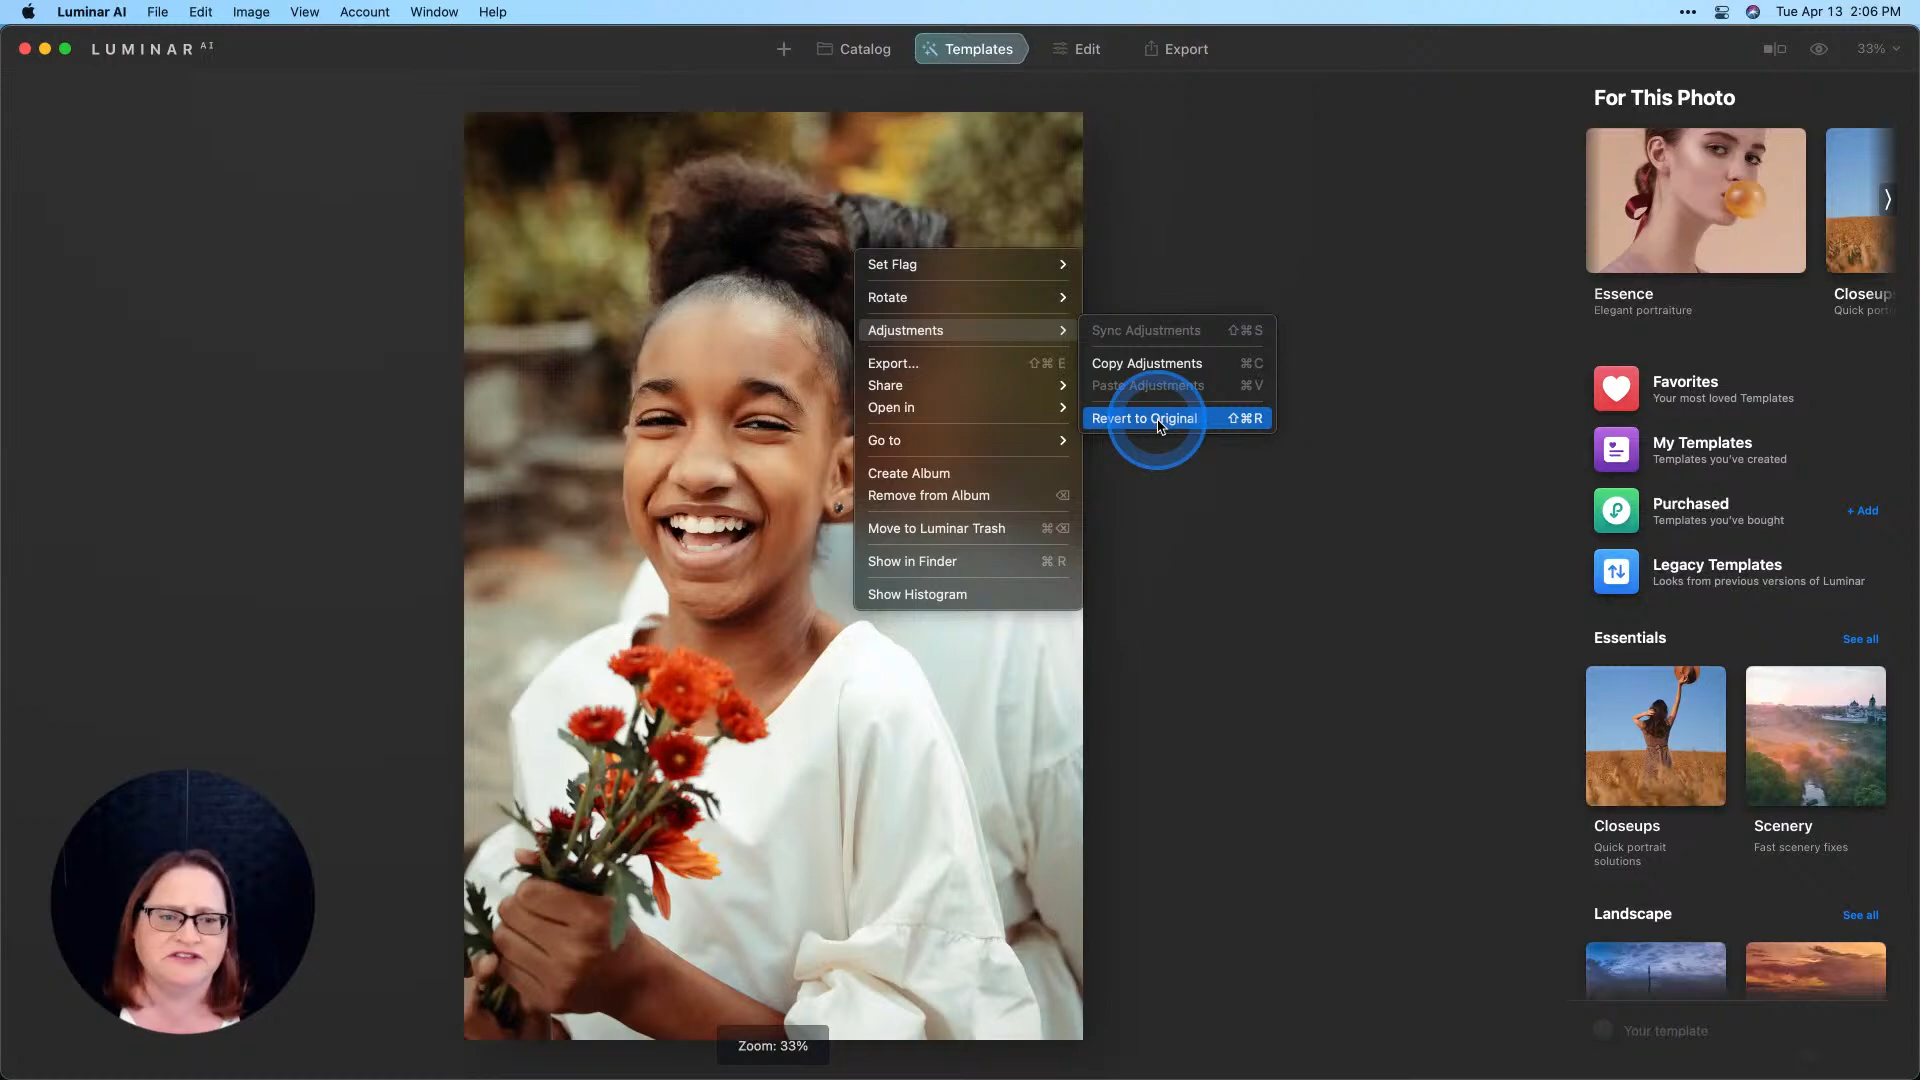 Luminar AI File Edit Image View Account Window Help
Tue Apr 13 2:06 PM
LUMINAR AI
Catalog Templates Edit Export
33%
For This Photo
Essence
Elegant portraiture
Set Flag
Rotate
Adjustments
Export... ⇧⌘ E
Share
Open in
Go to
Create Album
Remove from Album ⌫
Move to Luminar Trash ⌘⌫
Show in Finder ⌘ R
Show Histogram
Sync Adjustments ⇧⌘S
Copy Adjustments ⌘C
Paste Adjustments ⌘V
Revert to Original ⇧⌘R
Favorites
Your most loved Templates
My Templates
Templates you've created
Purchased
Templates you've bought
+ Add
Legacy Templates
Looks from previous versions of Luminar
Essentials See all
Closeups
Quick portrait
solutions
Scenery
Fast scenery fixes
Landscape See all
Your template
Zoom: 33%